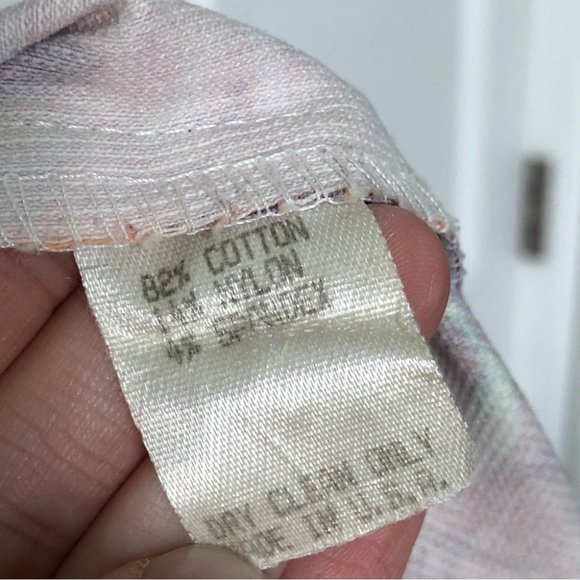 82% COTTON
14% NYLON
4% SPANDEX
DRY CLEAN ONLY
MADE IN U.S.A.